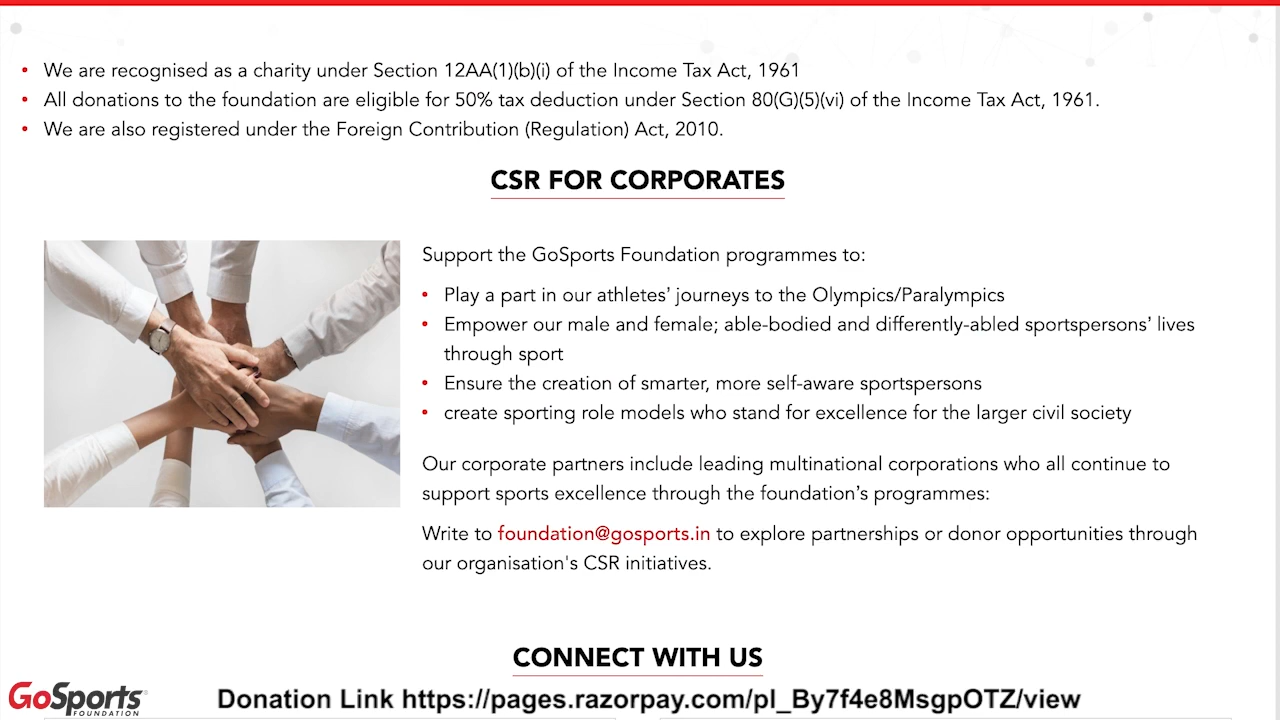 We are recognised as a charity under Section 12AA(1)(b)(i) of the Income Tax Act, 1961
All donations to the foundation are eligible for 50% tax deduction under Section 80(G)(5)(vi) of the Income Tax Act, 1961.
We are also registered under the Foreign Contribution (Regulation) Act, 2010.
CSR FOR CORPORATES
Support the GoSports Foundation programmes to:
Play a part in our athletes’ journeys to the Olympics/Paralympics
Empower our male and female; able-bodied and differently-abled sportspersons’ lives
through sport
Ensure the creation of smarter, more self-aware sportspersons
create sporting role models who stand for excellence for the larger civil society
Our corporate partners include leading multinational corporations who all continue to
support sports excellence through the foundation’s programmes:
Write to foundation@gosports.in to explore partnerships or donor opportunities through
our organisation's CSR initiatives.
CONNECT WITH US
GoSports
FOUNDATION
Donation Link https://pages.razorpay.com/pl_By7f4e8MsgpOTZ/view